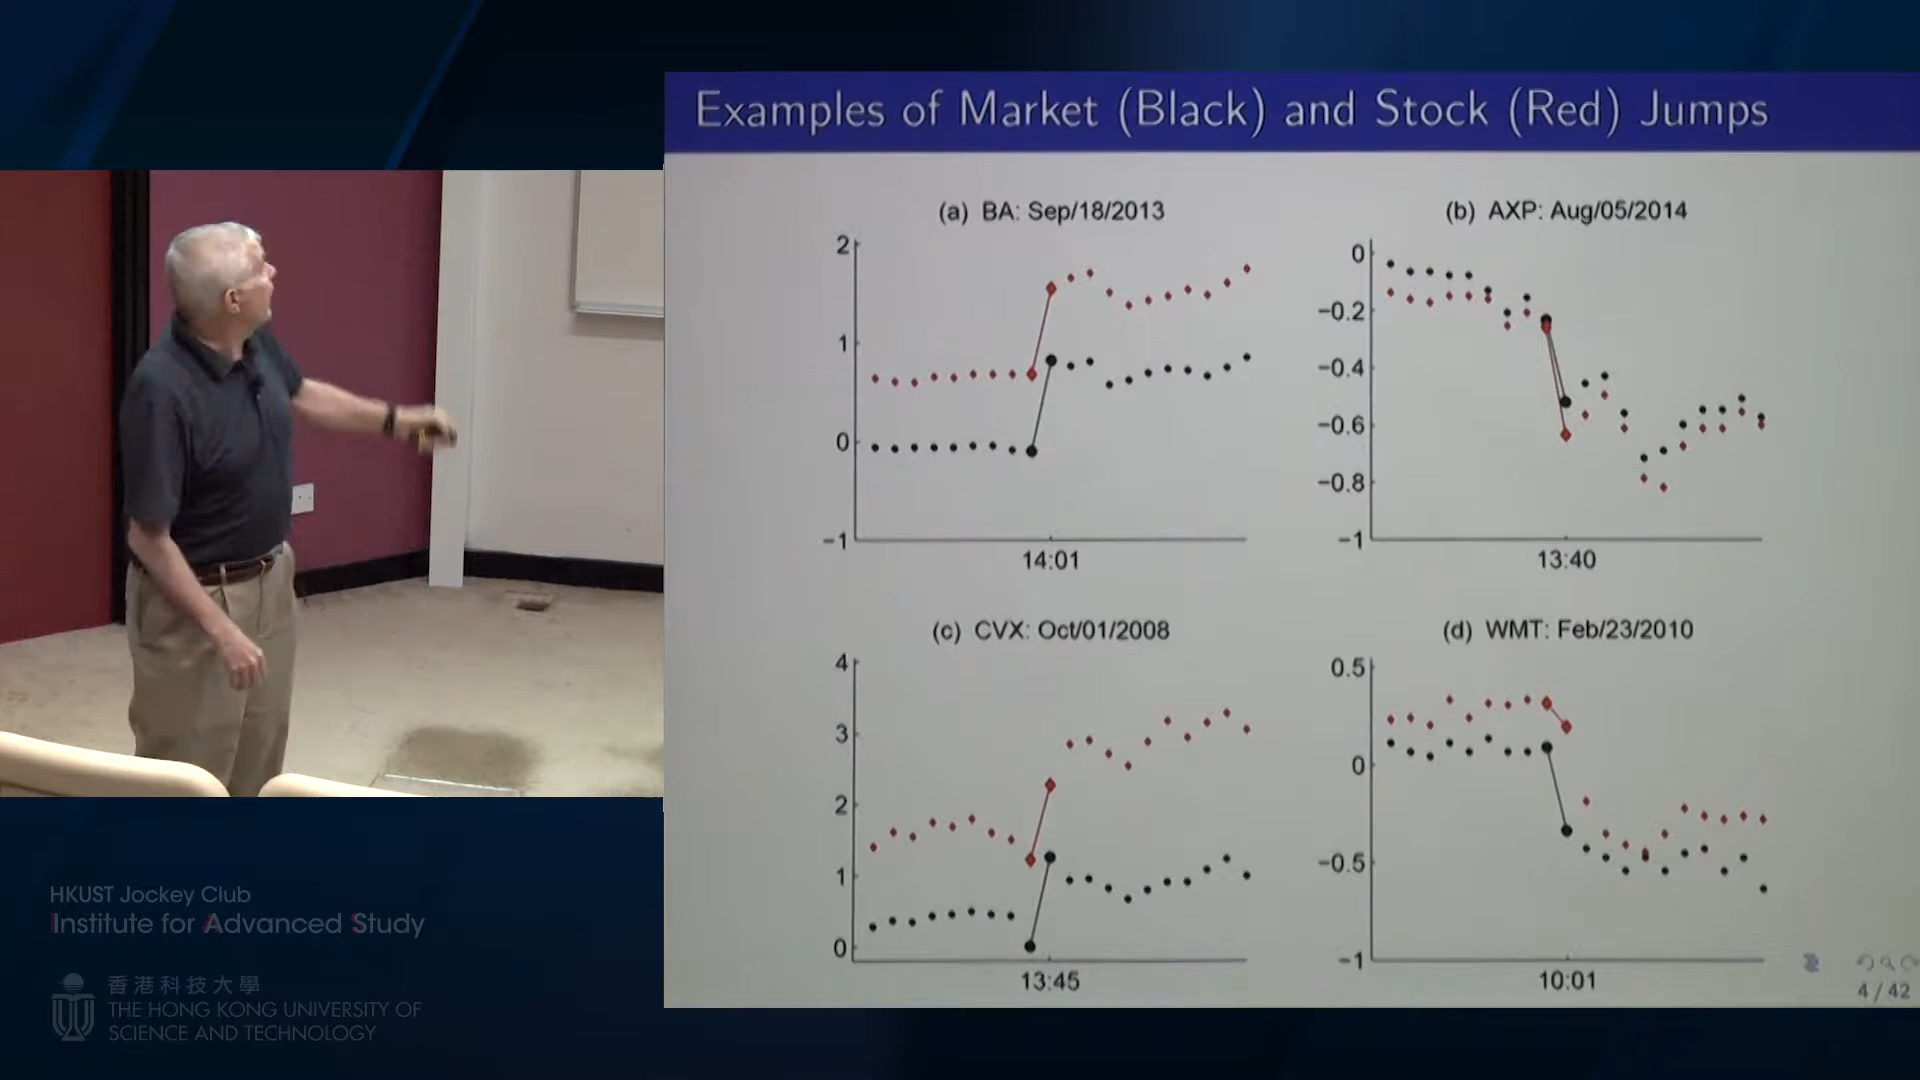 Examples of Market (Black) and Stock (Red) Jumps
(a) BA: Sep/18/2013
2
1
0
−1
14:01
(b) AXP: Aug/05/2014
0
−0.2
−0.4
−0.6
−0.8
−1
13:40
(c) CVX: Oct/01/2008
4
3
2
1
0
13:45
(d) WMT: Feb/23/2010
0.5
0
−0.5
−1
10:01
4 / 42
HKUST Jockey Club
Institute for Advanced Study
香港科技大學
THE HONG KONG UNIVERSITY OF
SCIENCE AND TECHNOLOGY